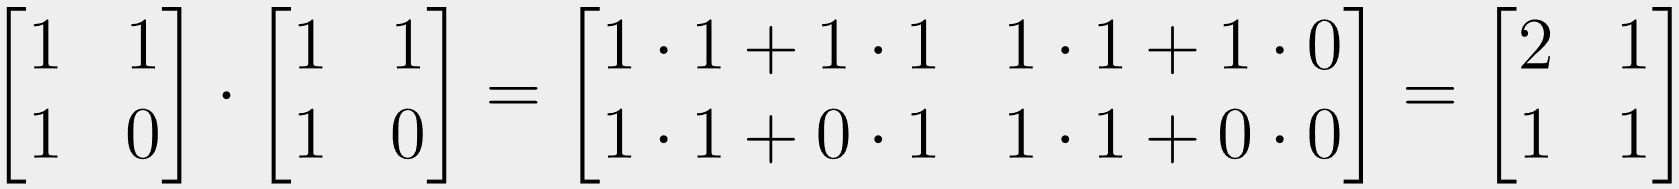 [1 1; 1 0] · [1 1; 1 0] = [1 · 1 + 1 · 1 1 · 1 + 1 · 0; 1 · 1 + 0 · 1 1 · 1 + 0 · 0] = [2 1; 1 1]